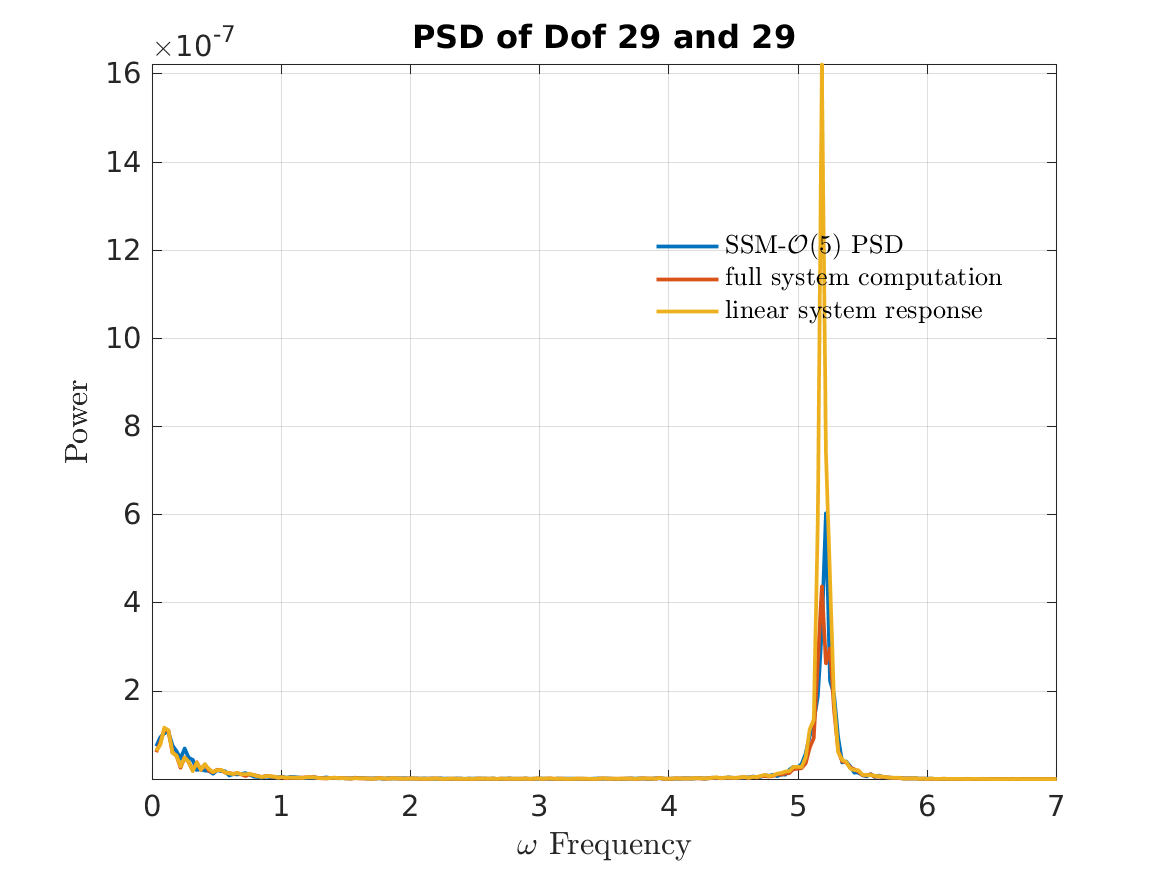 PSD of Dof 29 and 29
×10-7
16
14
12
10
8
6
4
2
Power
SSM-𝒪(5) PSD
full system computation
linear system response
0 1 2 3 4 5 6 7
ω Frequency